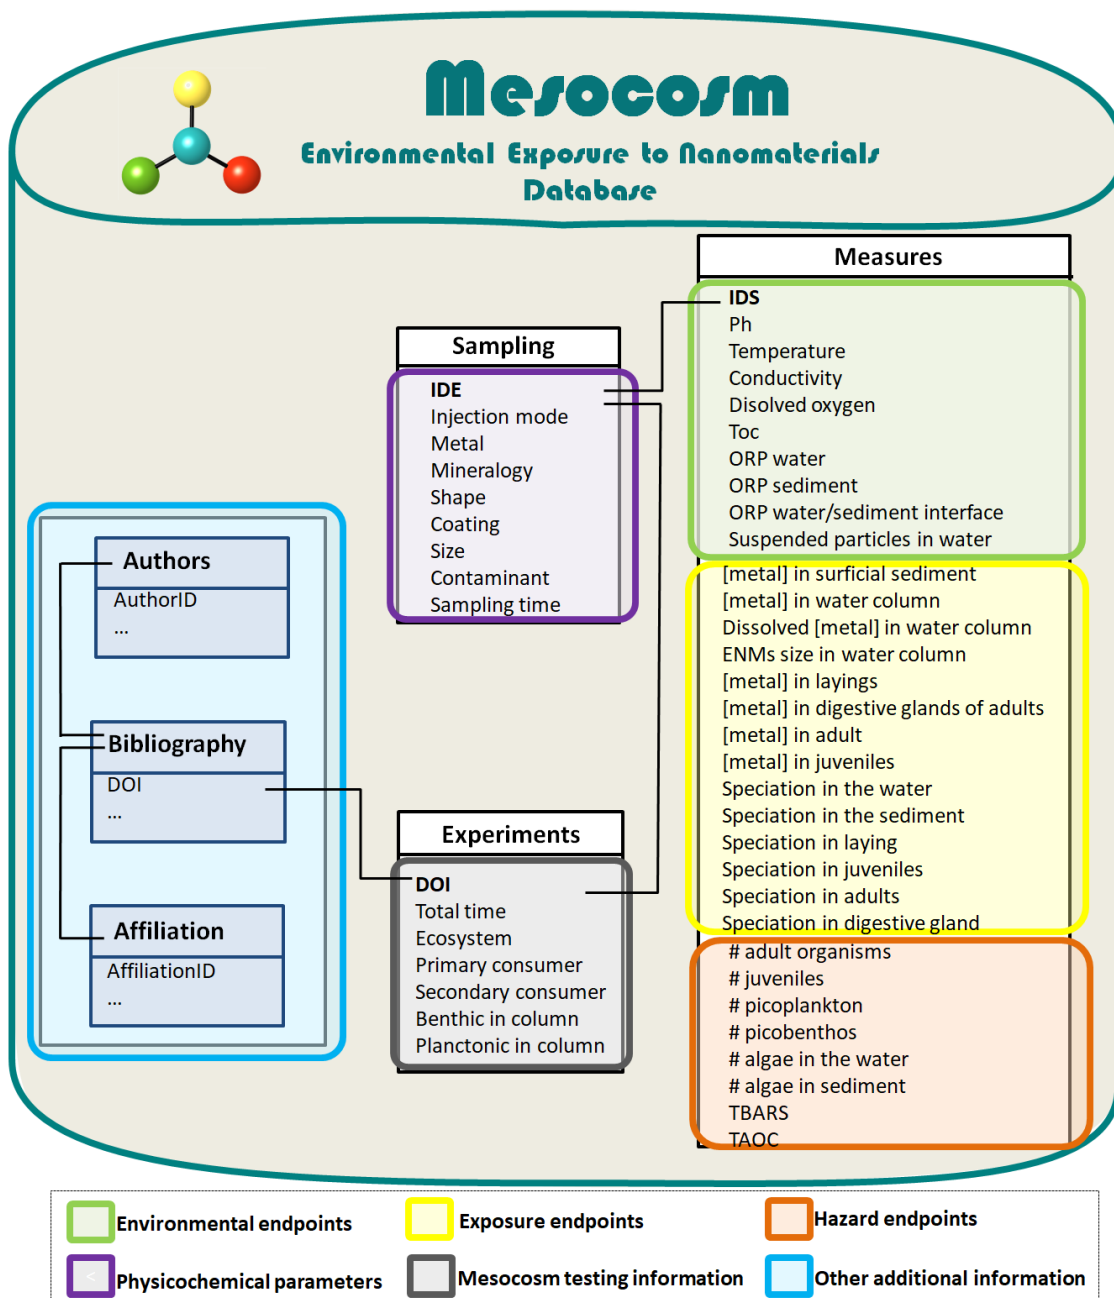 Mesocosm
Environmental Exposure to Nanomaterials
Database
Measures
IDS
Ph
Temperature
Conductivity
Disolved oxygen
Toc
ORP water
ORP sediment
ORP water/sediment interface
Suspended particles in water
[metal] in surficial sediment
[metal] in water column
Dissolved [metal] in water column
ENMs size in water column
[metal] in layings
[metal] in digestive glands of adults
[metal] in adult
[metal] in juveniles
Speciation in the water
Speciation in the sediment
Speciation in laying
Speciation in juveniles
Speciation in adults
Speciation in digestive gland
# adult organisms
# juveniles
# picoplankton
# picobenthos
# algae in the water
# algae in sediment
TBARS
TAOC
Sampling
IDE
Injection mode
Metal
Mineralogy
Shape
Coating
Size
Contaminant
Sampling time
Authors
AuthorID
...
Bibliography
DOI
...
Affiliation
AffiliationID
...
Experiments
DOI
Total time
Ecosystem
Primary consumer
Secondary consumer
Benthic in column
Planctonic in column
Environmental endpoints
Exposure endpoints
Hazard endpoints
<
Physicochemical parameters
Mesocosm testing information
Other additional information